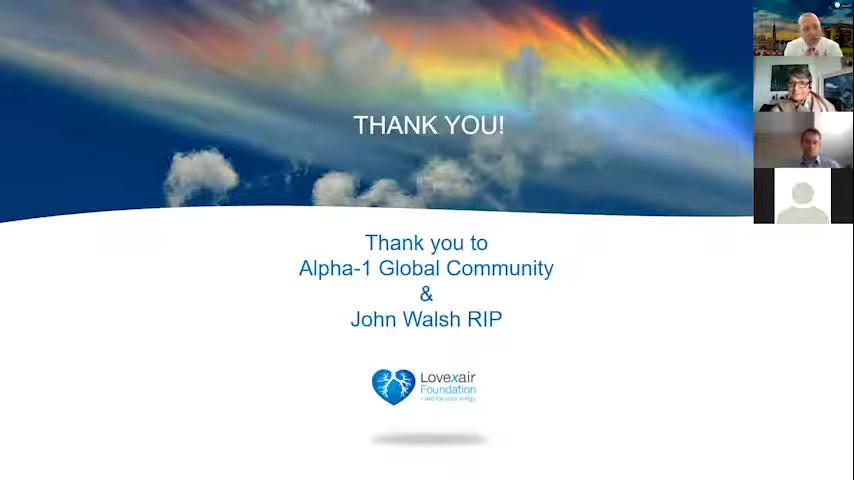 THANK YOU!
Thank you to
Alpha-1 Global Community
&
John Walsh RIP
Lovexair
Foundation